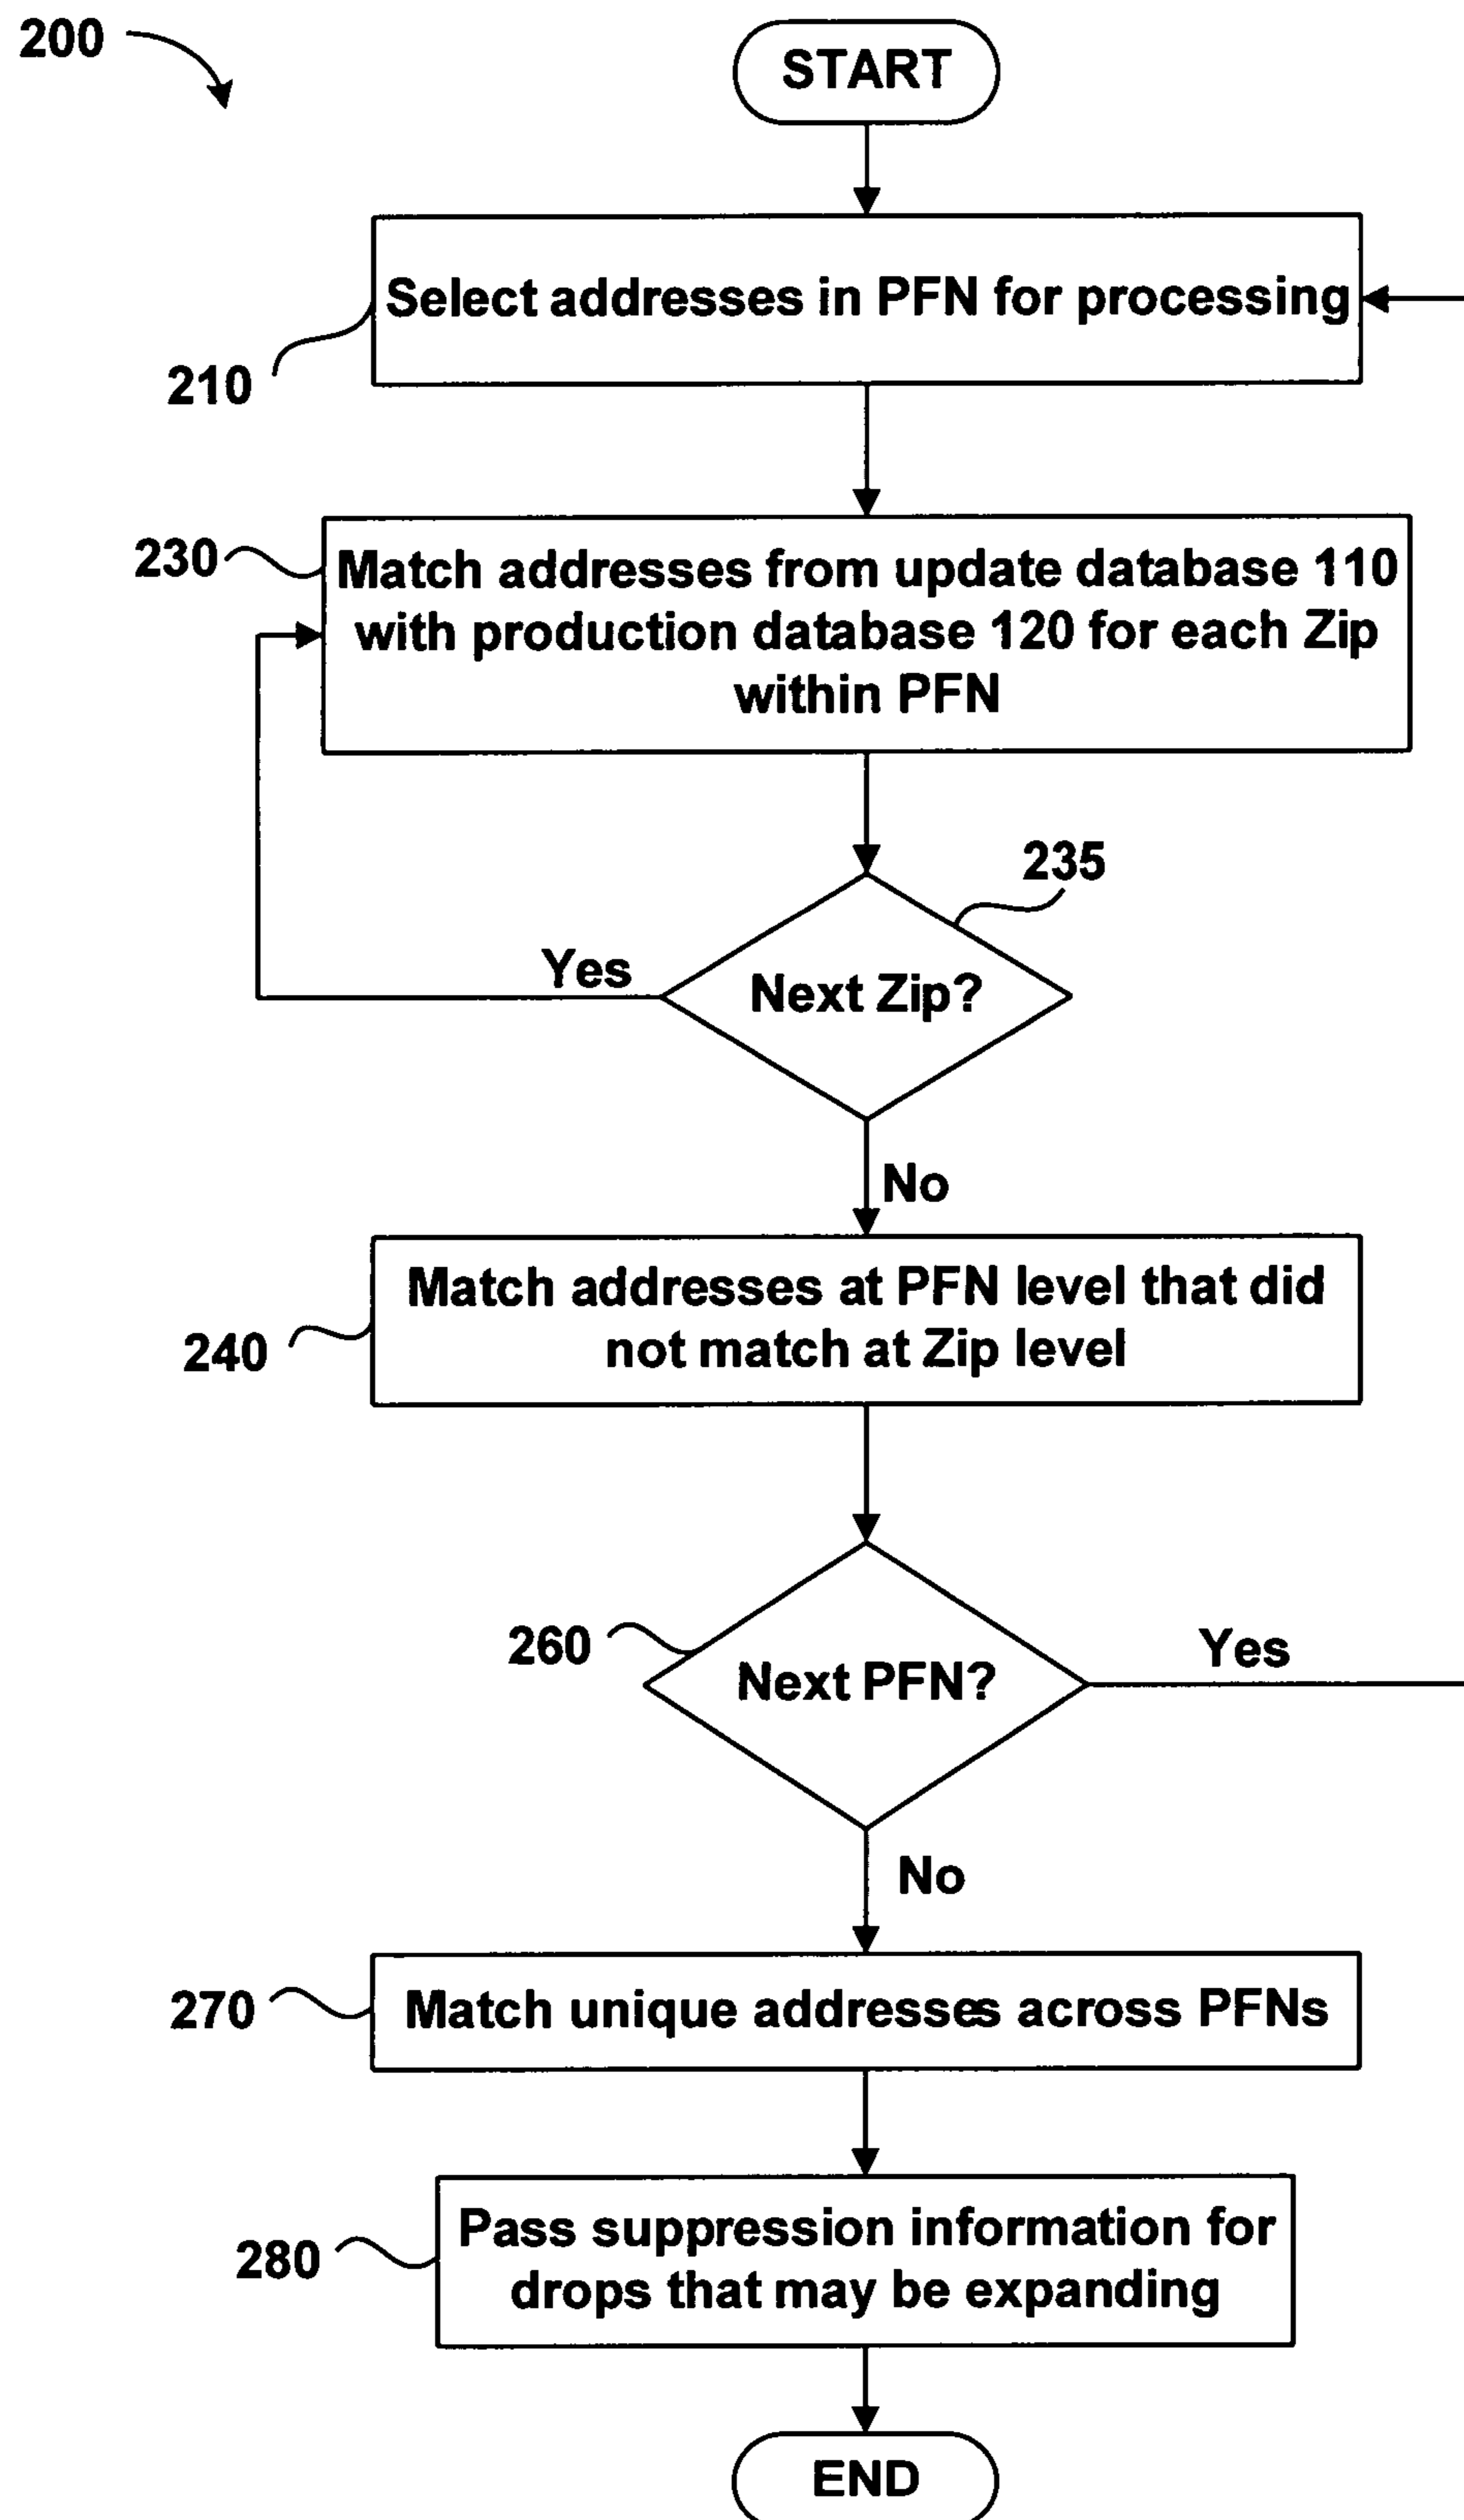 200
START
Select addresses in PFN for processing
210
230
Match addresses from update database 110
with production database 120 for each Zip
within PFN
235
Yes
Next Zip?
No
Match addresses at PFN level that did
not match at Zip level
240
260
Next PFN?
Yes
No
270
Match unique addresses across PFNs
Pass suppression information for
drops that may be expanding
280
END